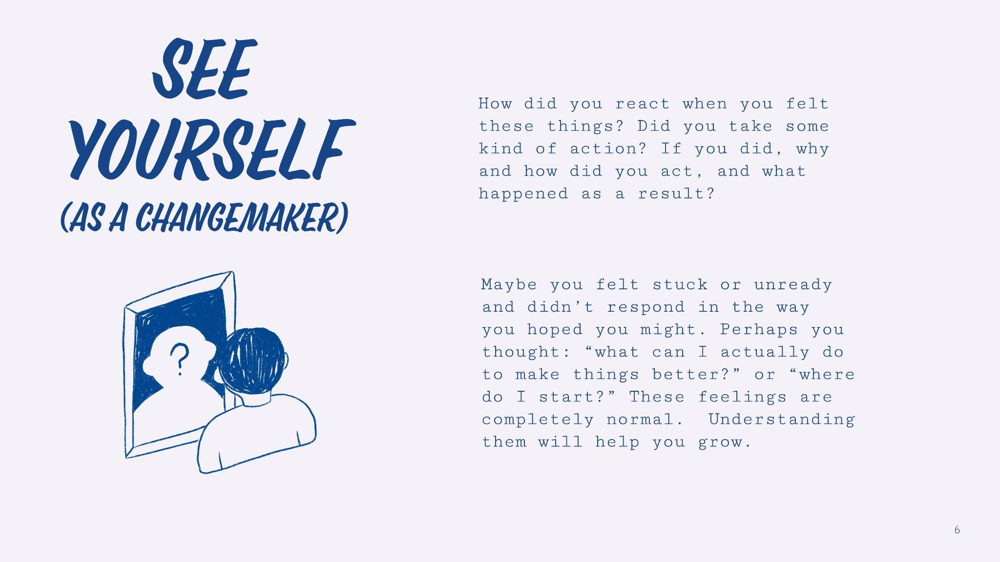 SEE
YOURSELF
(AS A CHANGEMAKER)
How did you react when you felt
these things? Did you take some
kind of action? If you did, why
and how did you act, and what
happened as a result?
Maybe you felt stuck or unready
and didn’t respond in the way
you hoped you might. Perhaps you
thought: “what can I actually do
to make things better?” or “where
do I start?” These feelings are
completely normal.  Understanding
them will help you grow.
?
6